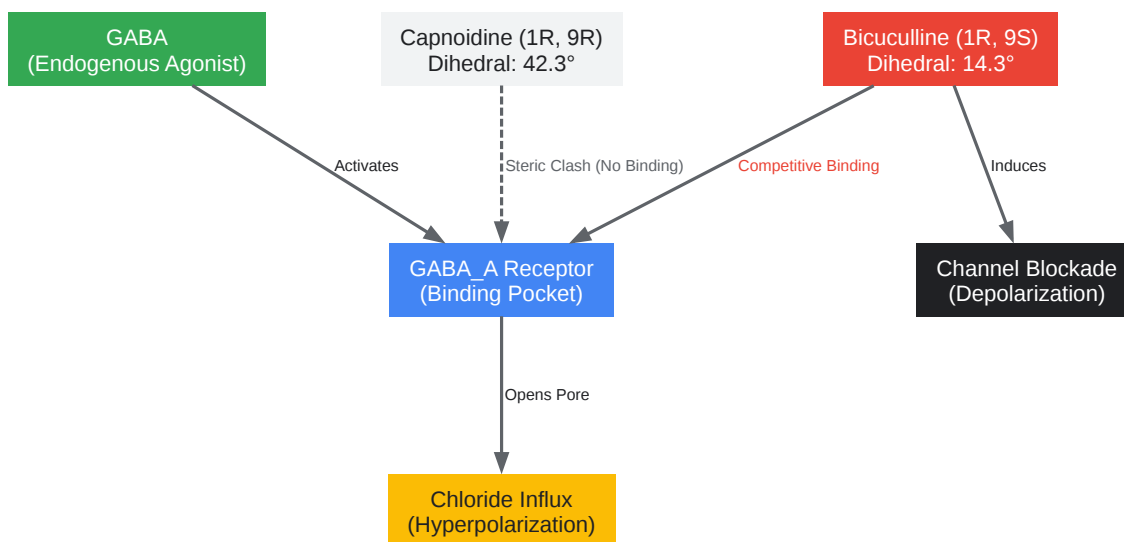 GABA
(Endogenous Agonist)
Capnoidine (1R, 9R)
Dihedral: 42.3°
Bicuculline (1R, 9S)
Dihedral: 14.3°
Activates
Steric Clash (No Binding)
Competitive Binding
Induces
GABA_A Receptor
(Binding Pocket)
Channel Blockade
(Depolarization)
Opens Pore
Chloride Influx
(Hyperpolarization)